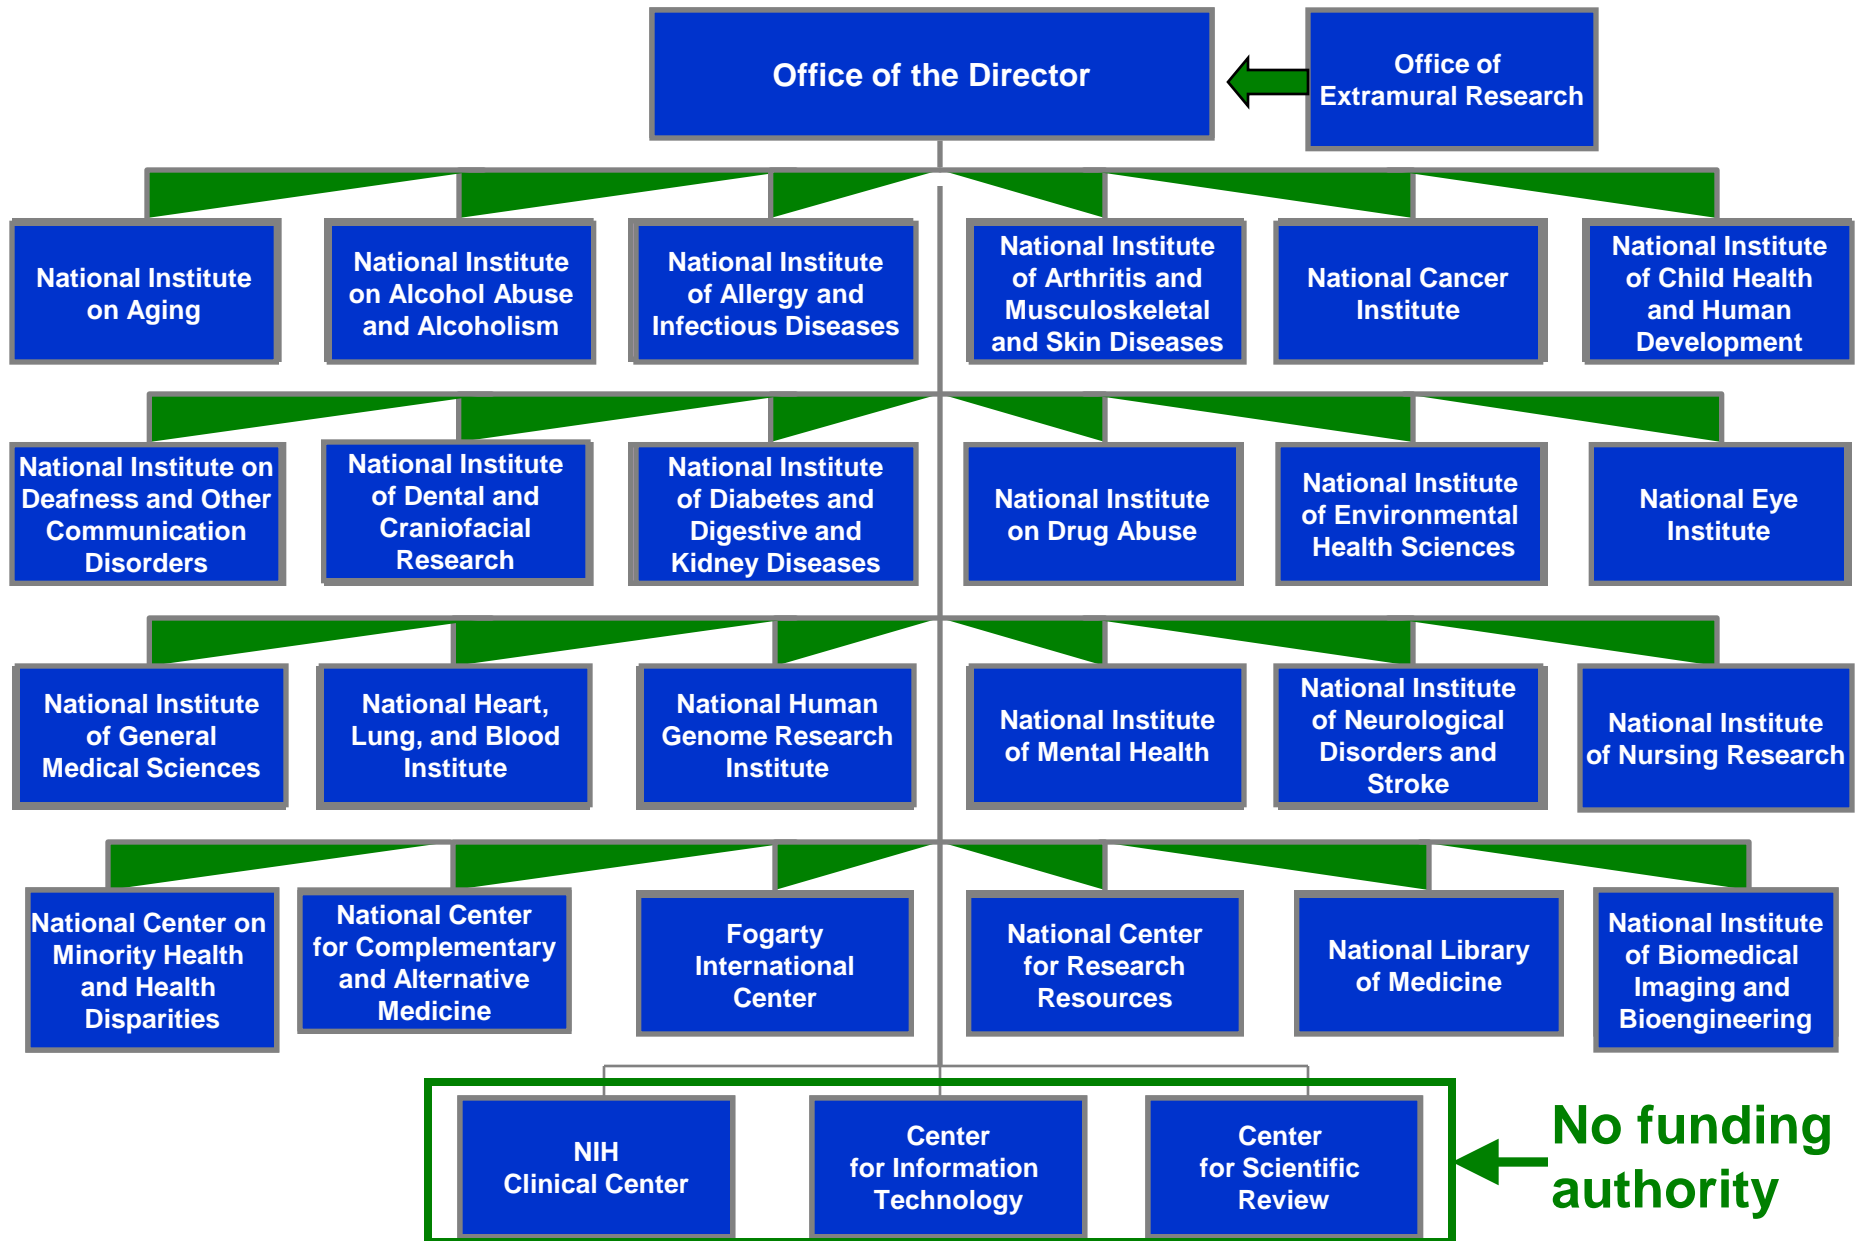 Office of the Director
Office of
Extramural Research
National Institute
on Aging
National Institute
on Alcohol Abuse
and Alcoholism
National Institute
of Allergy and
Infectious Diseases
National Institute
of Arthritis and
Musculoskeletal
and Skin Diseases
National Cancer
Institute
National Institute
of Child Health
and Human
Development
National Institute on
Deafness and Other
Communication
Disorders
National Institute
of Dental and
Craniofacial
Research
National Institute
of Diabetes and
Digestive and
Kidney Diseases
National Institute
on Drug Abuse
National Institute
of Environmental
Health Sciences
National Eye
Institute
National Institute
of General
Medical Sciences
National Heart,
Lung, and Blood
Institute
National Human
Genome Research
Institute
National Institute
of Mental Health
National Institute
of Neurological
Disorders and
Stroke
National Institute
of Nursing Research
National Center on
Minority Health
and Health
Disparities
National Center
for Complementary
and Alternative
Medicine
Fogarty
International
Center
National Center
for Research
Resources
National Library
of Medicine
National Institute
of Biomedical
Imaging and
Bioengineering
NIH
Clinical Center
Center
for Information
Technology
Center
for Scientific
Review
No funding
authority